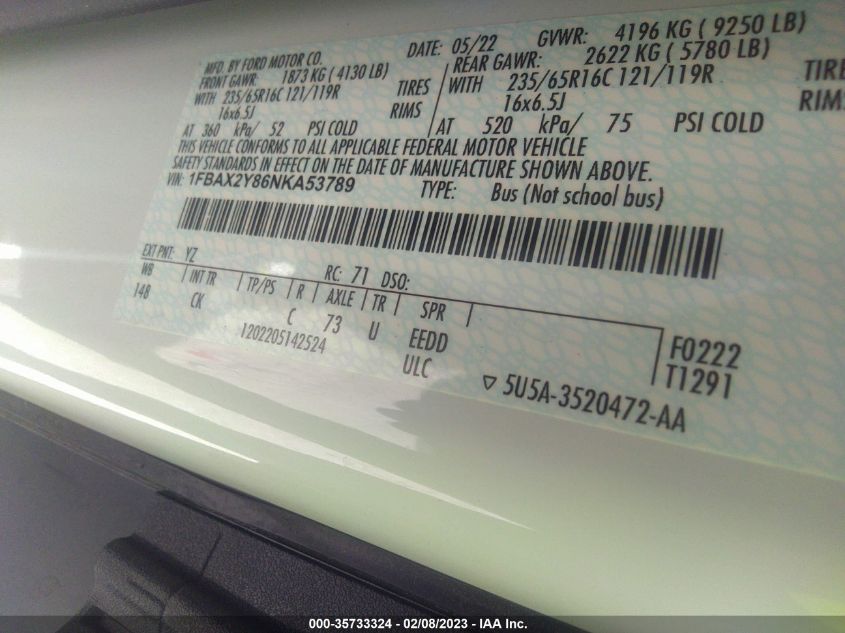 MFD. BY FORD MOTOR CO. DATE: 05/22 GVWR: 4196 KG ( 9250 LB)
FRONT GAWR: 1873 KG ( 4130 LB) REAR GAWR: 2622 KG ( 5780 LB)
WITH 235/65R16C 121/119R TIRES WITH 235/65R16C 121/119R TIRE
16x6.5J RIMS 16x6.5J RIMS
AT 360 kPa/ 52 PSI COLD AT 520 kPa/ 75 PSI COLD
THIS VEHICLE CONFORMS TO ALL APPLICABLE FEDERAL MOTOR VEHICLE
SAFETY STANDARDS IN EFFECT ON THE DATE OF MANUFACTURE SHOWN ABOVE.
VIN: 1FBAX2Y86NKA53789 TYPE: Bus (Not school bus)
EXT PNT: YZ RC: 71 DSO:
WB INT TR TP/PS R AXLE TR SPR
148 CK C 73 U EEDD F0222
1202205142524 ULC T1291
5U5A-3520472-AA
000-35733324 - 02/08/2023 - IAA Inc.